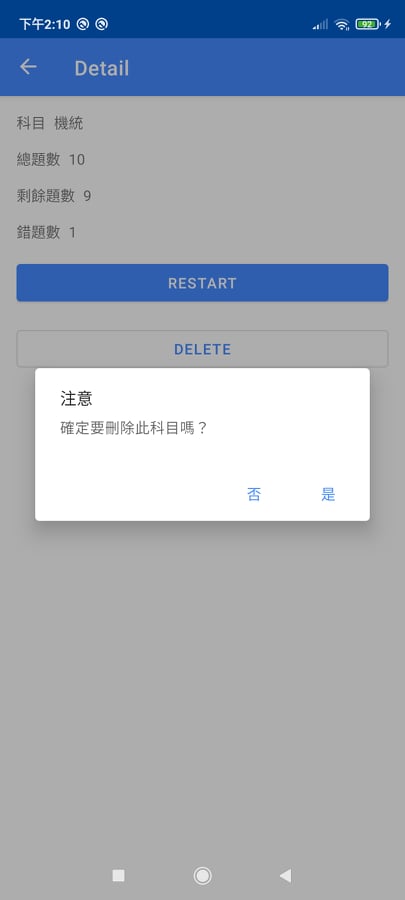 下午2:10
92
Detail
科目 機統
總題數 10
剩餘題數 9
錯題數 1
RESTART
DELETE
注意
確定要刪除此科目嗎？
否 是